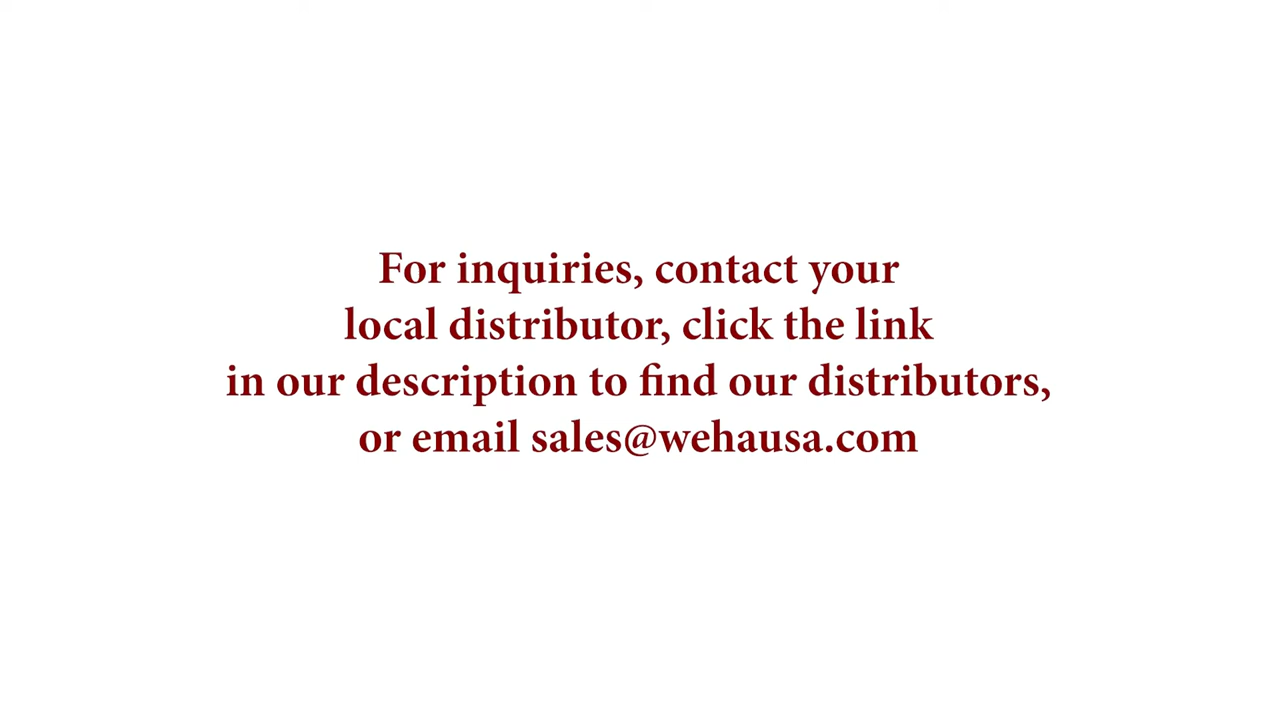 For inquiries, contact your
local distributor, click the link
in our description to find our distributors,
or email sales@wehausa.com